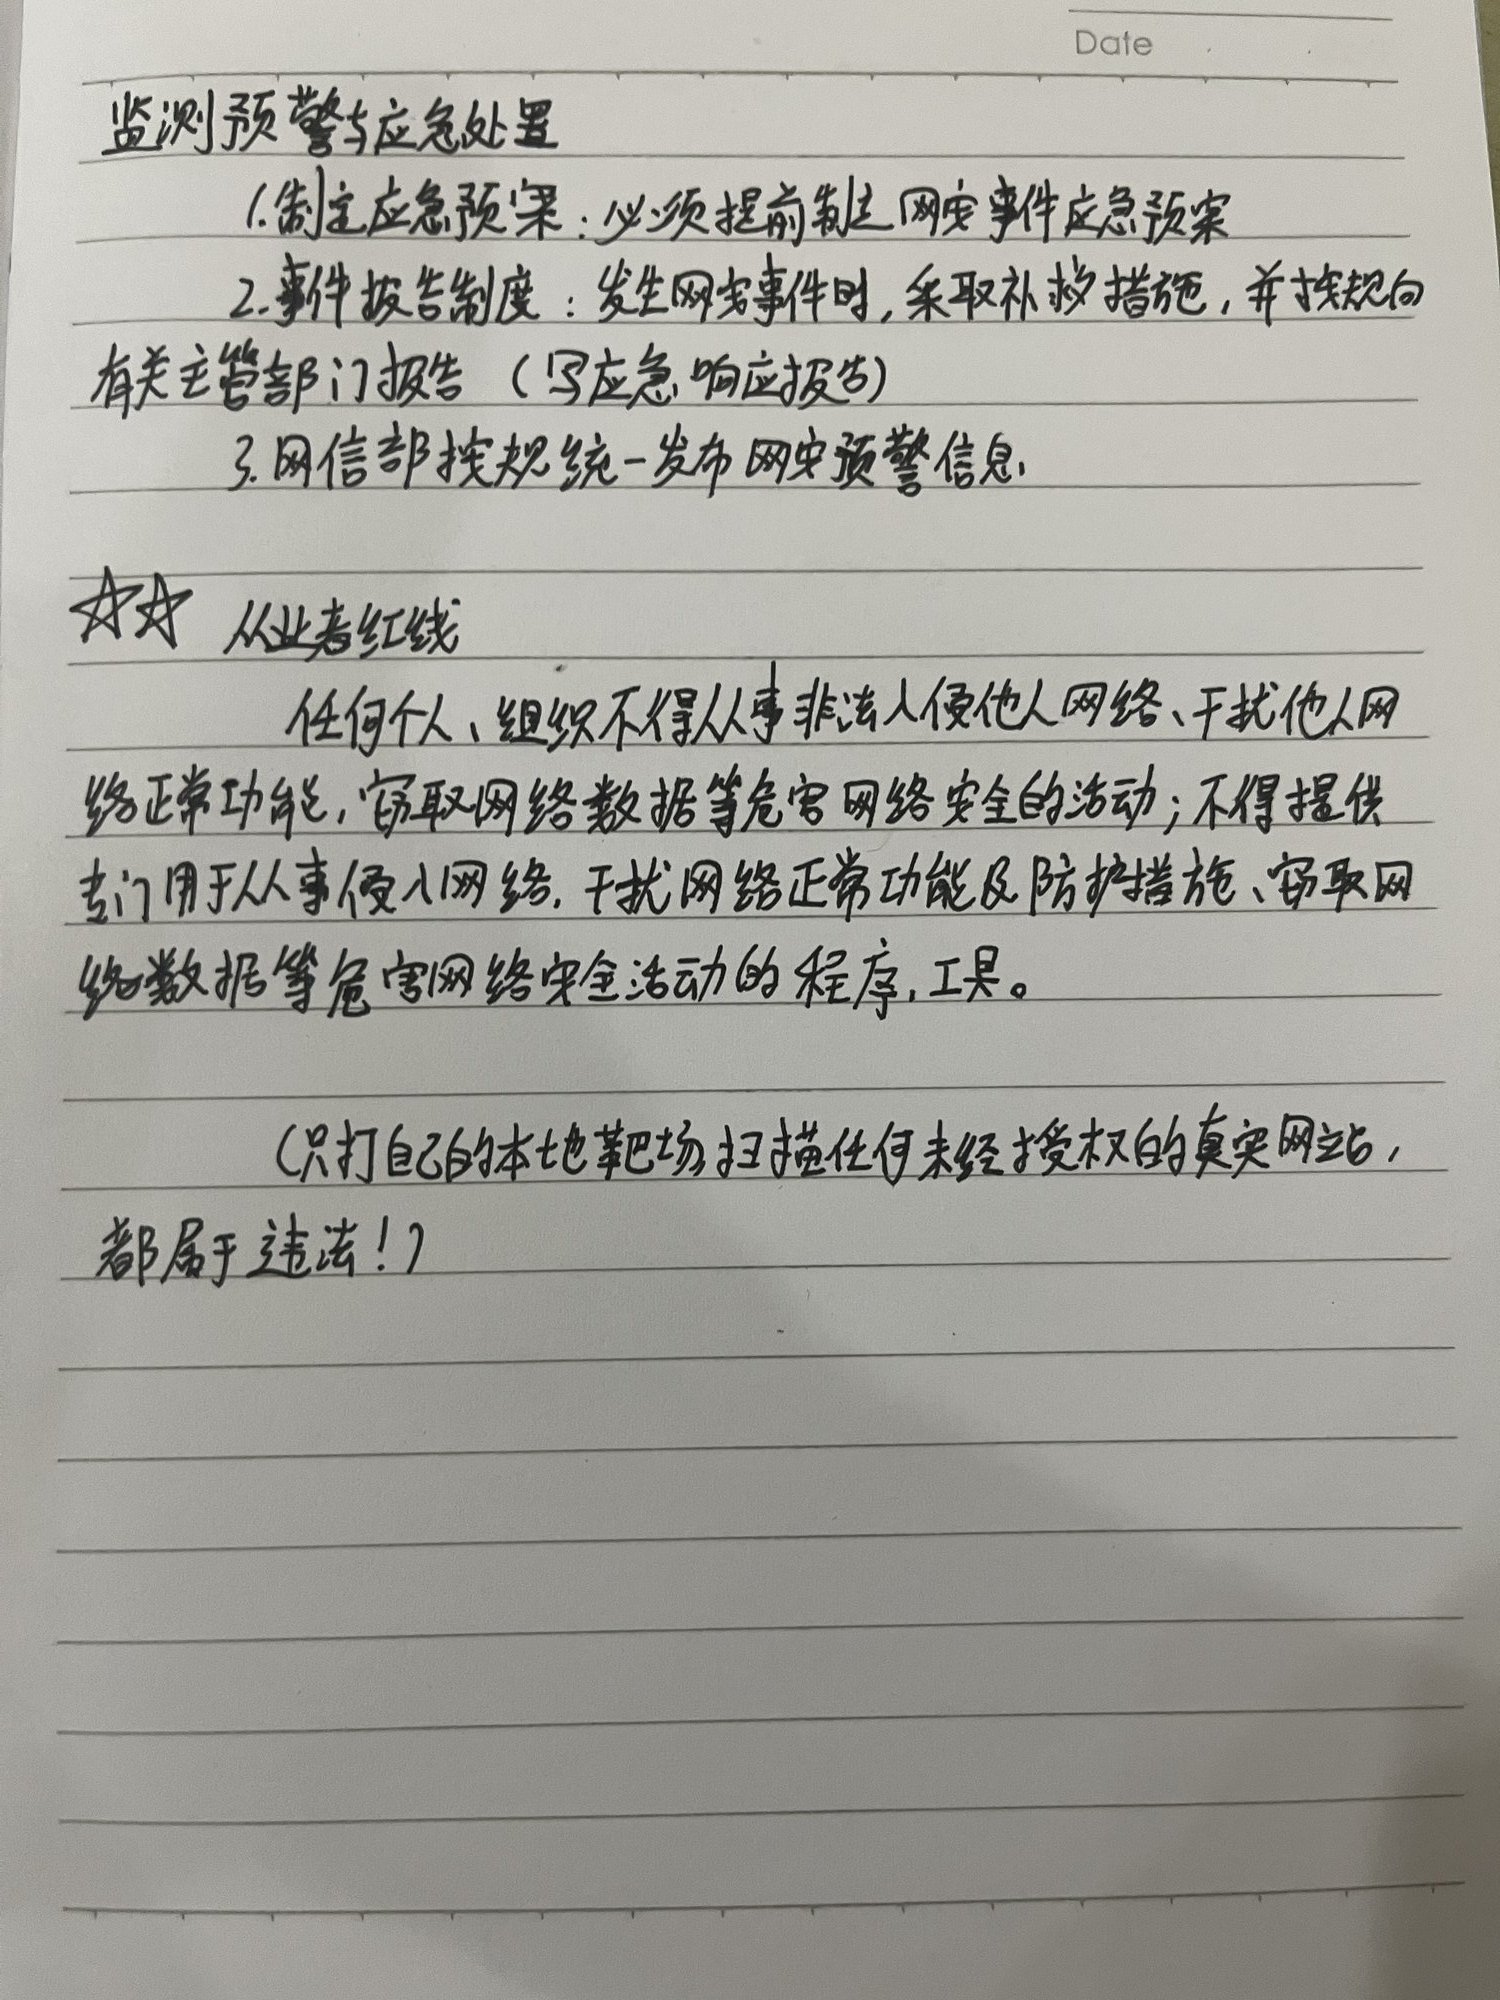 Date
监测预警与应急处置
1.制定应急预案：必须提前制定网安事件应急预案
2.事件报告制度：发生网安事件时,采取补救措施,并按规向
有关主管部门报告（写应急响应报告）
3.网信部按规统一发布网安预警信息.
☆☆ 从业者红线
任何个人、组织不得从事非法入侵他人网络、干扰他人网
络正常功能,窃取网络数据等危害网络安全的活动;不得提供
专门用于从事侵入网络.干扰网络正常功能及防护措施、窃取网
络数据等危害网络安全活动的程序.工具。
(只打自己的本地靶场,扫描任何未经授权的真实网站,
都属于违法!)